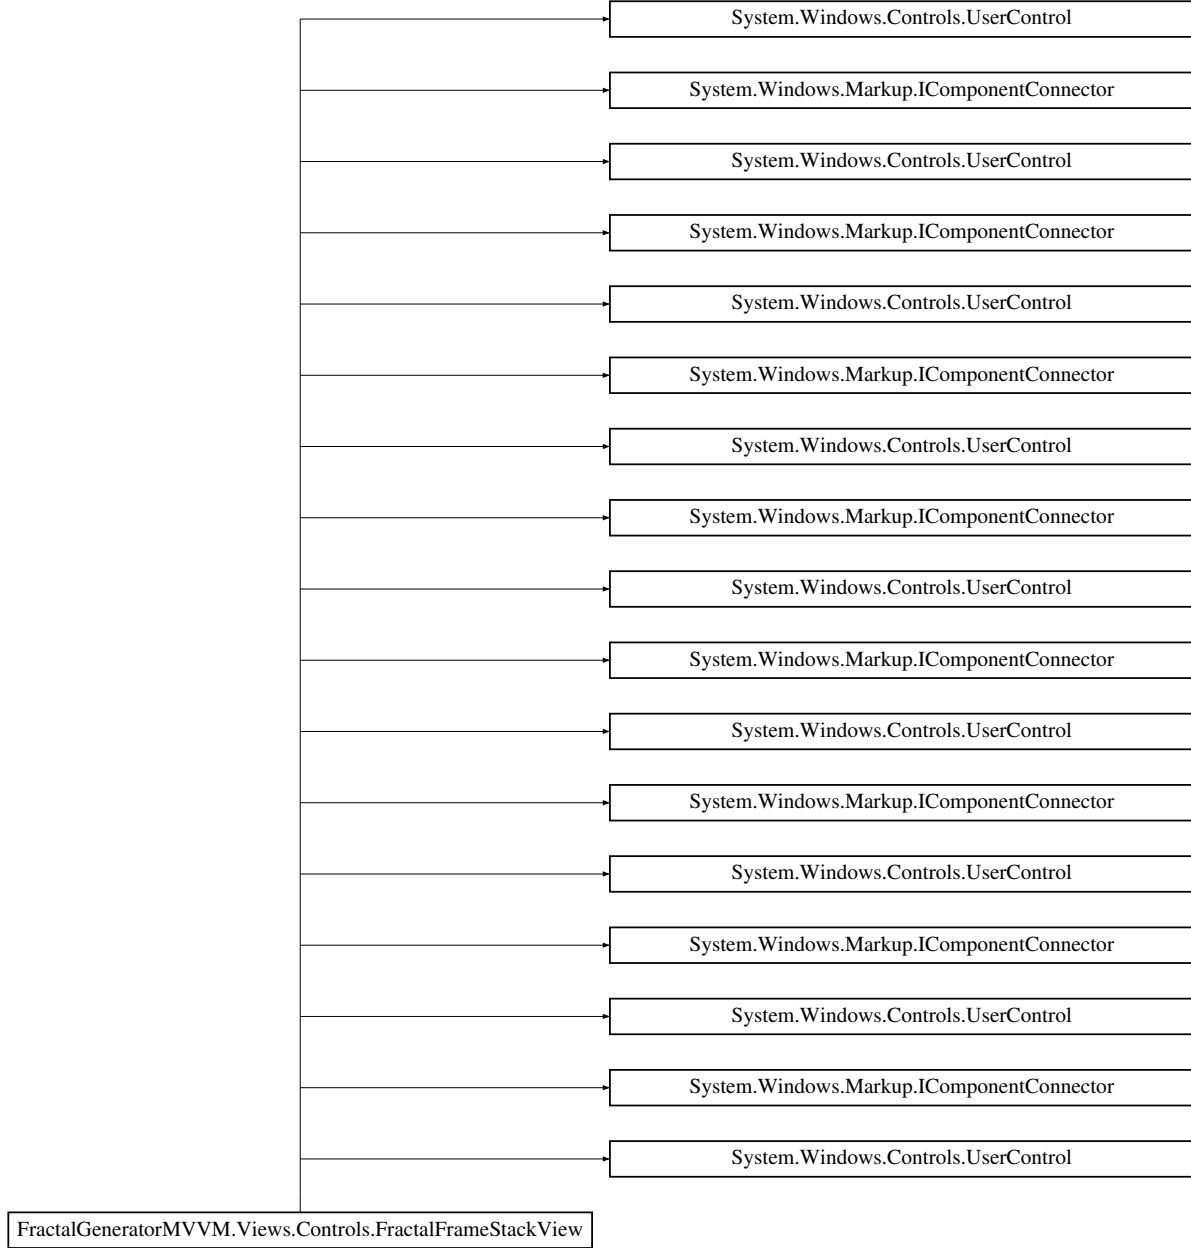 System.Windows.Controls.UserControl
System.Windows.Markup.IComponentConnector
System.Windows.Controls.UserControl
System.Windows.Markup.IComponentConnector
System.Windows.Controls.UserControl
System.Windows.Markup.IComponentConnector
System.Windows.Controls.UserControl
System.Windows.Markup.IComponentConnector
System.Windows.Controls.UserControl
System.Windows.Markup.IComponentConnector
System.Windows.Controls.UserControl
System.Windows.Markup.IComponentConnector
System.Windows.Controls.UserControl
System.Windows.Markup.IComponentConnector
System.Windows.Controls.UserControl
System.Windows.Markup.IComponentConnector
System.Windows.Controls.UserControl
FractalGeneratorMVVM.Views.Controls.FractalFrameStackView